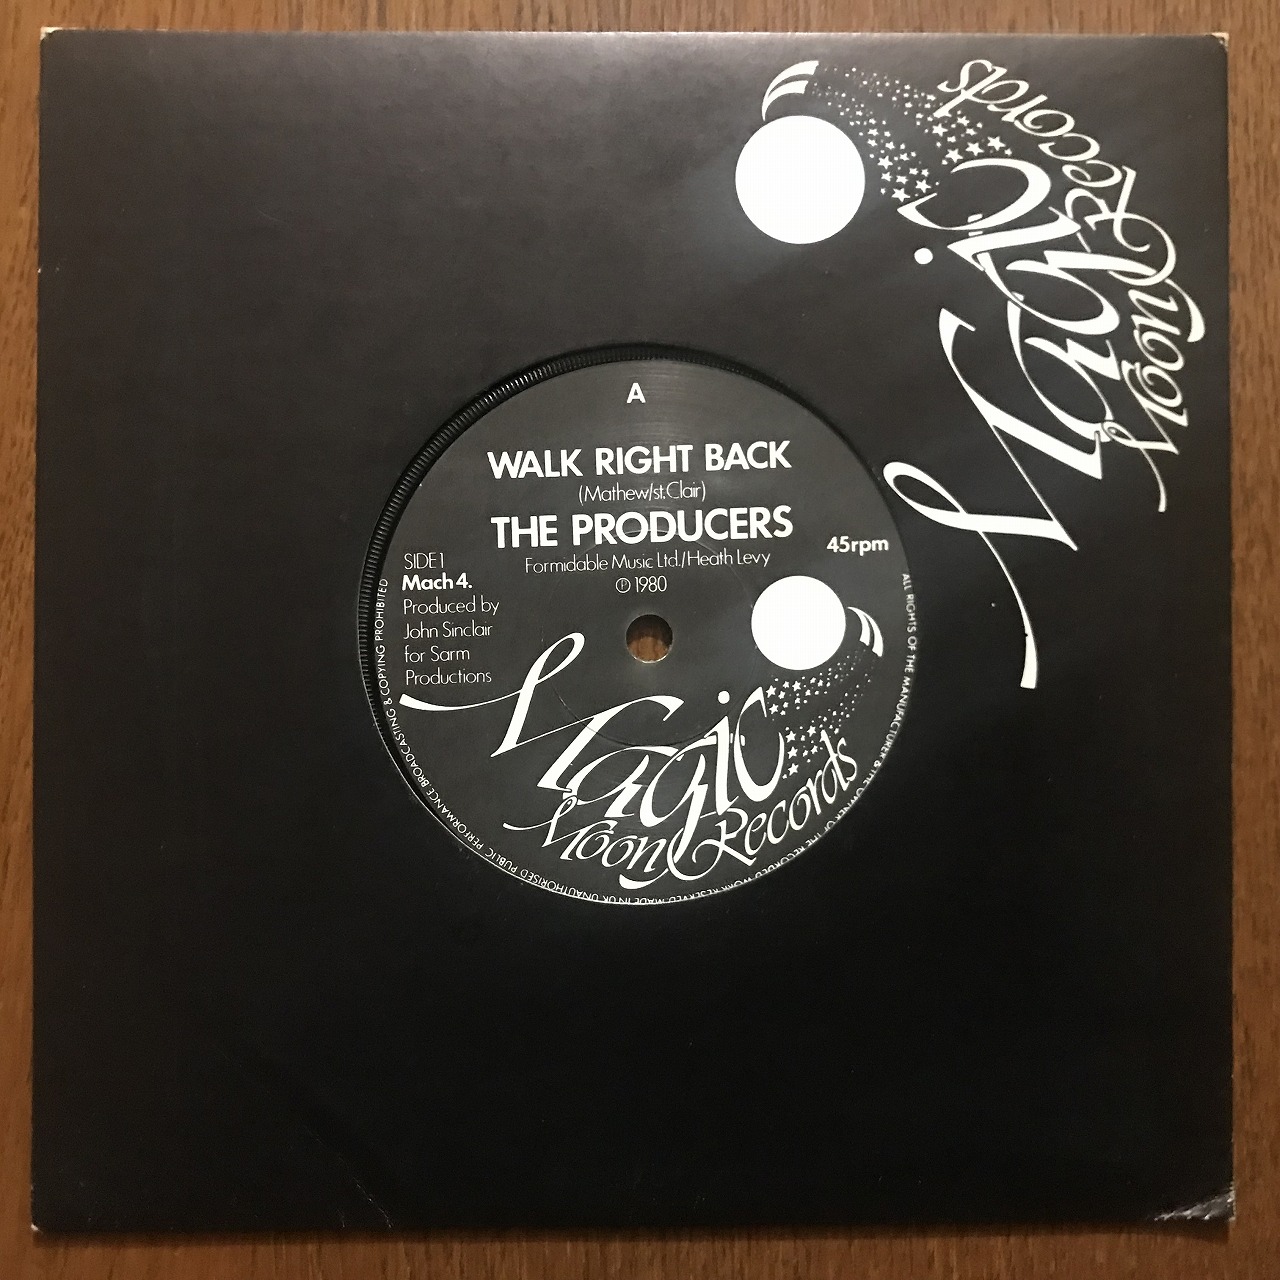 Magic
Moon Records
A
WALK RIGHT BACK
(Mathew/st.Clair)
THE PRODUCERS
Formidable Music Ltd./Heath Levy
℗ 1980
45rpm
SIDE 1
Mach 4.
Produced by
John Sinclair
for Sarm
Productions
Magic
Moon Records
ALL RIGHTS OF THE MANUFACTURER & THE OWNER OF THE RECORDED WORK RESERVED. MADE IN UK UNAUTHORISED PUBLIC PERFORMANCE BROADCASTING & COPYING PROHIBITED